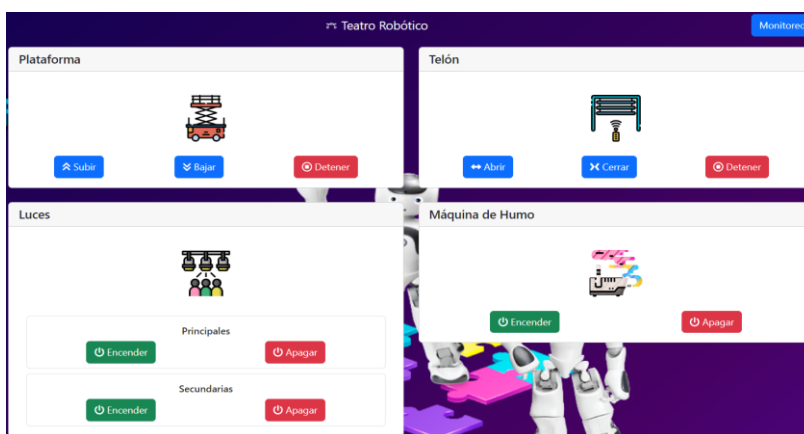 Teatro Robótico
Monitoreo
Plataforma
Subir
Bajar
Detener
Telón
Abrir
Cerrar
Detener
Luces
Principales
Encender
Apagar
Secundarias
Encender
Apagar
Máquina de Humo
Encender
Apagar